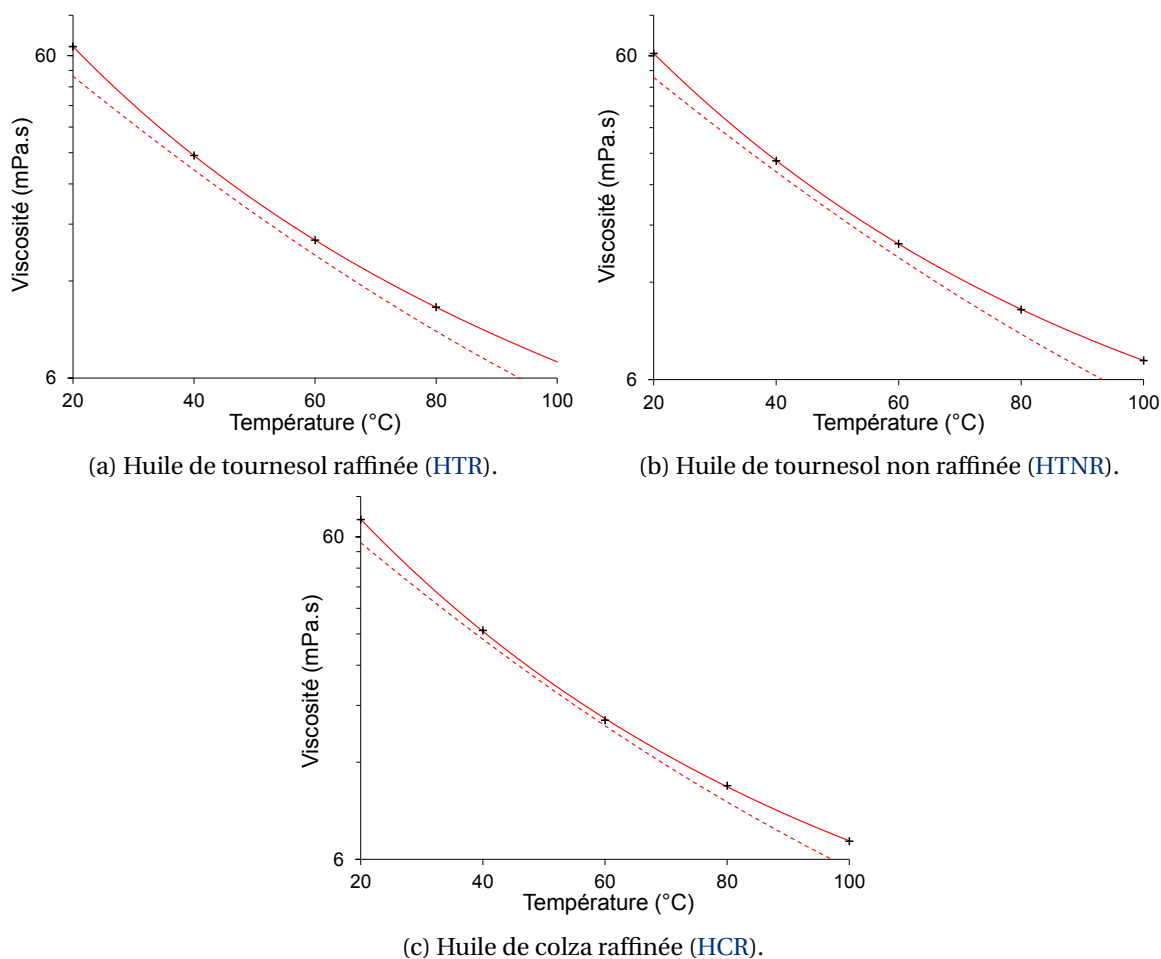 60
6
20
40
60
80
100
Viscosité (mPa.s)
Température (°C)
(a) Huile de tournesol raffinée (HTR).
60
6
20
40
60
80
100
Viscosité (mPa.s)
Température (°C)
(b) Huile de tournesol non raffinée (HTNR).
60
6
20
40
60
80
100
Viscosité (mPa.s)
Température (°C)
(c) Huile de colza raffinée (HCR).